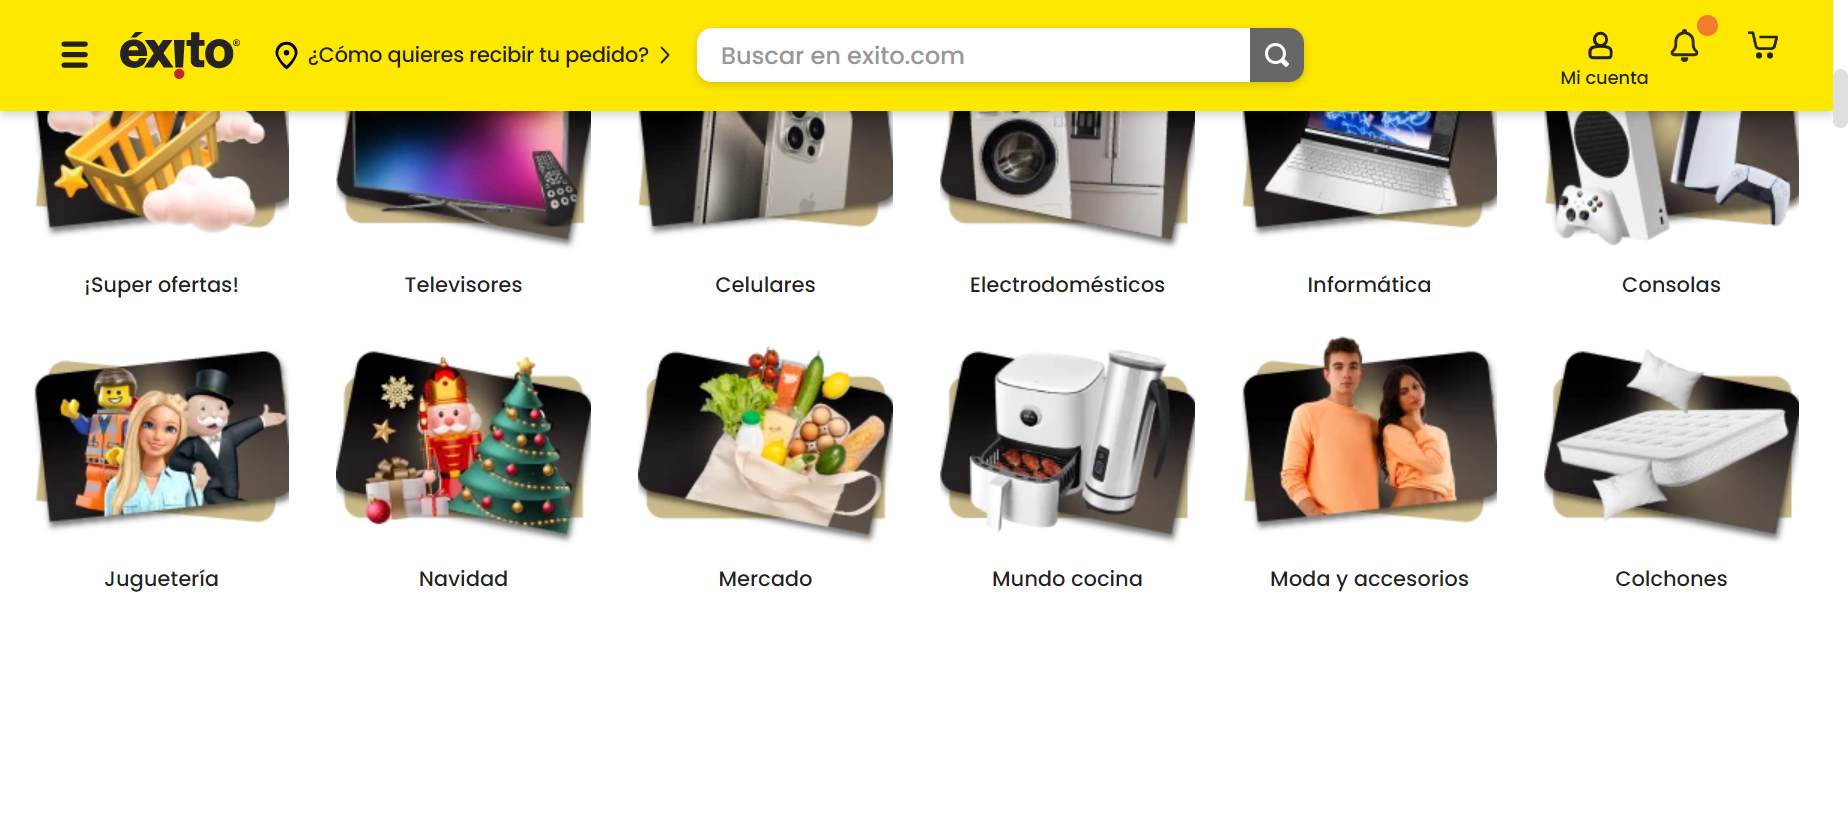 éxito®
¿Cómo quieres recibir tu pedido?
Buscar en exito.com
Mi cuenta
¡Super ofertas!
Televisores
Celulares
Electrodomésticos
Informática
Consolas
Juguetería
Navidad
Mercado
Mundo cocina
Moda y accesorios
Colchones